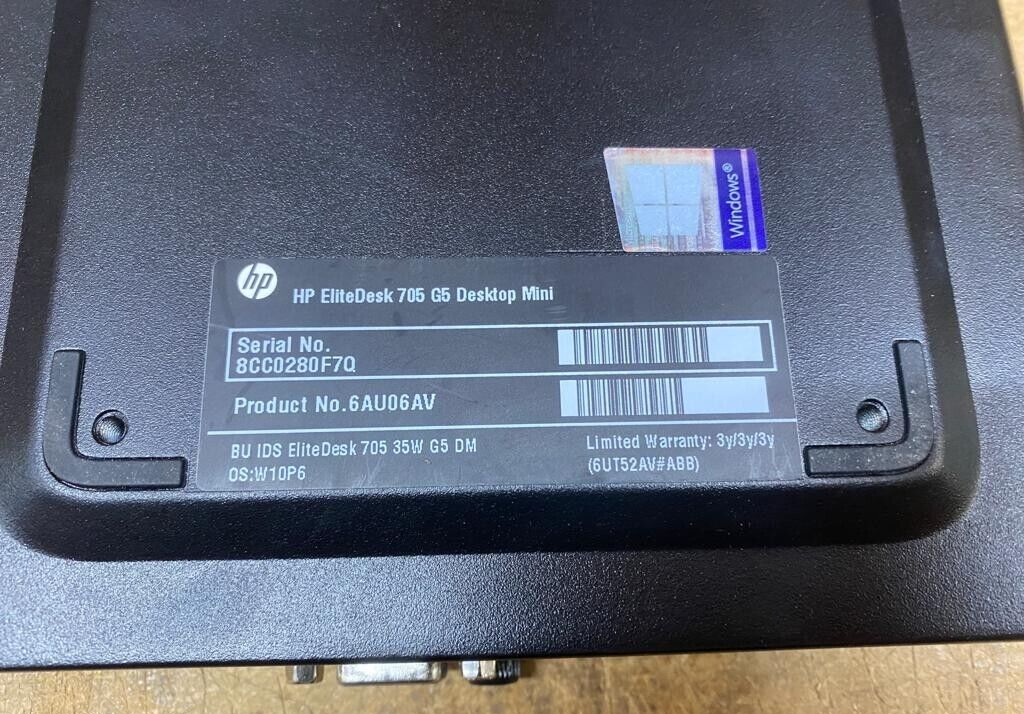 Windows®
hp
HP EliteDesk 705 G5 Desktop Mini
Serial No.
8CC0280F7Q
Product No.6AU06AV
BU IDS EliteDesk 705 35W G5 DM
OS:W10P6
Limited Warranty: 3y/3y/3y
(6UT52AV#ABB)